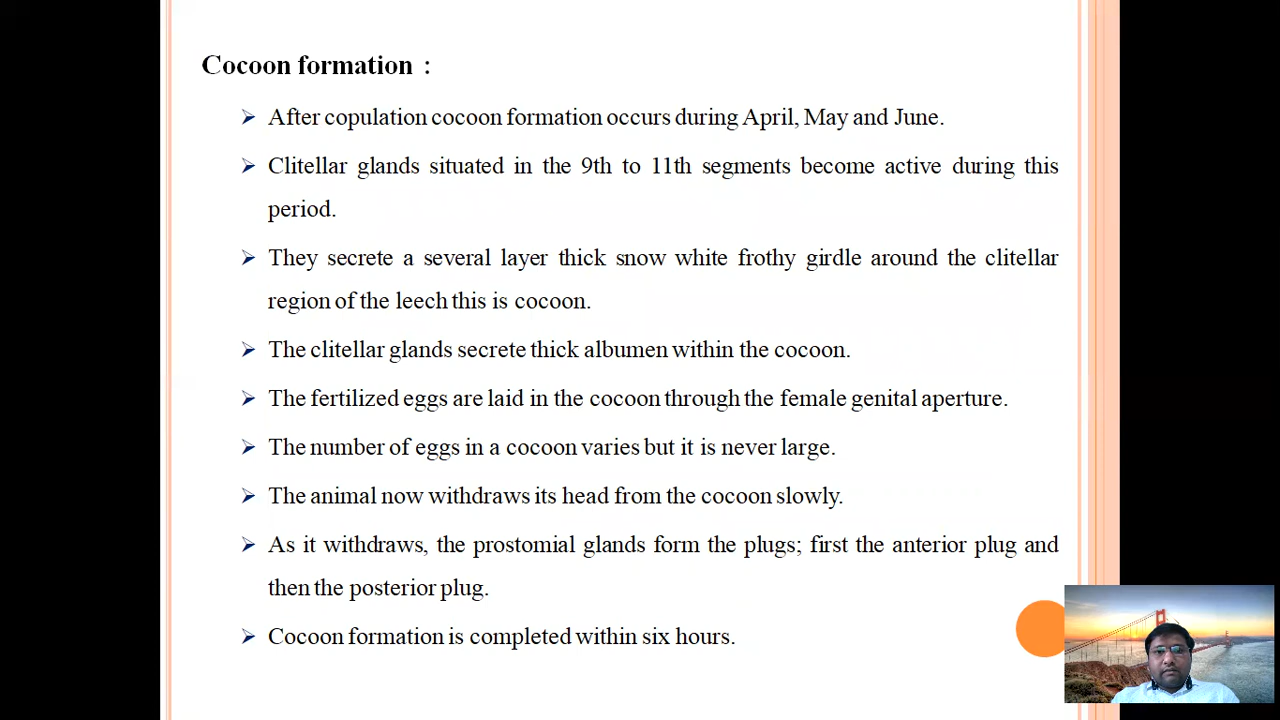 Cocoon formation :
After copulation cocoon formation occurs during April, May and June.
Clitellar glands situated in the 9th to 11th segments become active during this
period.
They secrete a several layer thick snow white frothy girdle around the clitellar
region of the leech this is cocoon.
The clitellar glands secrete thick albumen within the cocoon.
The fertilized eggs are laid in the cocoon through the female genital aperture.
The number of eggs in a cocoon varies but it is never large.
The animal now withdraws its head from the cocoon slowly.
As it withdraws, the prostomial glands form the plugs; first the anterior plug and
then the posterior plug.
Cocoon formation is completed within six hours.